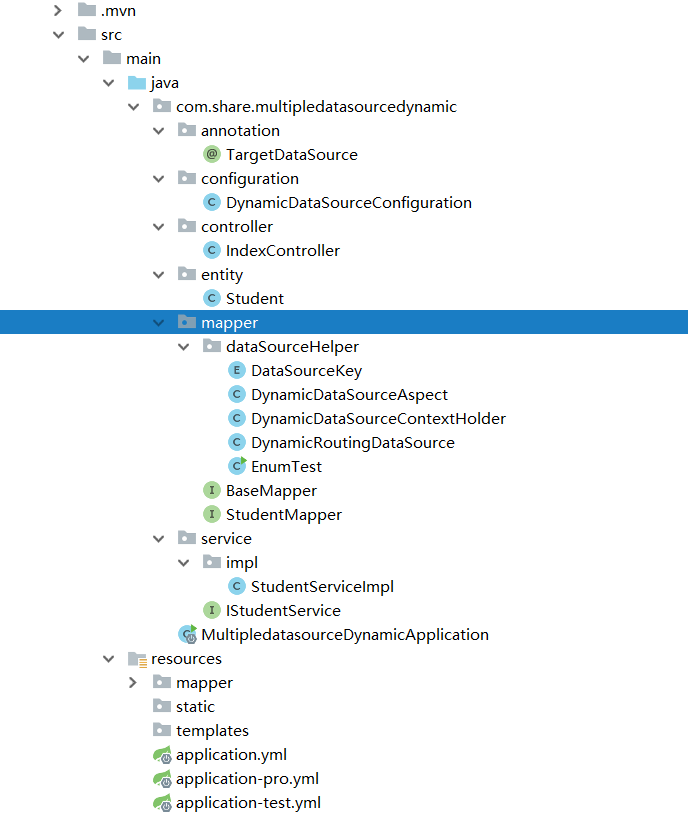 .mvn
src
main
java
com.share.multipledatasourcedynamic
annotation
@ TargetDataSource
configuration
C DynamicDataSourceConfiguration
controller
C IndexController
entity
C Student
mapper
dataSourceHelper
E DataSourceKey
C DynamicDataSourceAspect
C DynamicDataSourceContextHolder
C DynamicRoutingDataSource
C EnumTest
I BaseMapper
I StudentMapper
service
impl
C StudentServiceImpl
I IStudentService
C MultipledatasourceDynamicApplication
resources
mapper
static
templates
application.yml
application-pro.yml
application-test.yml